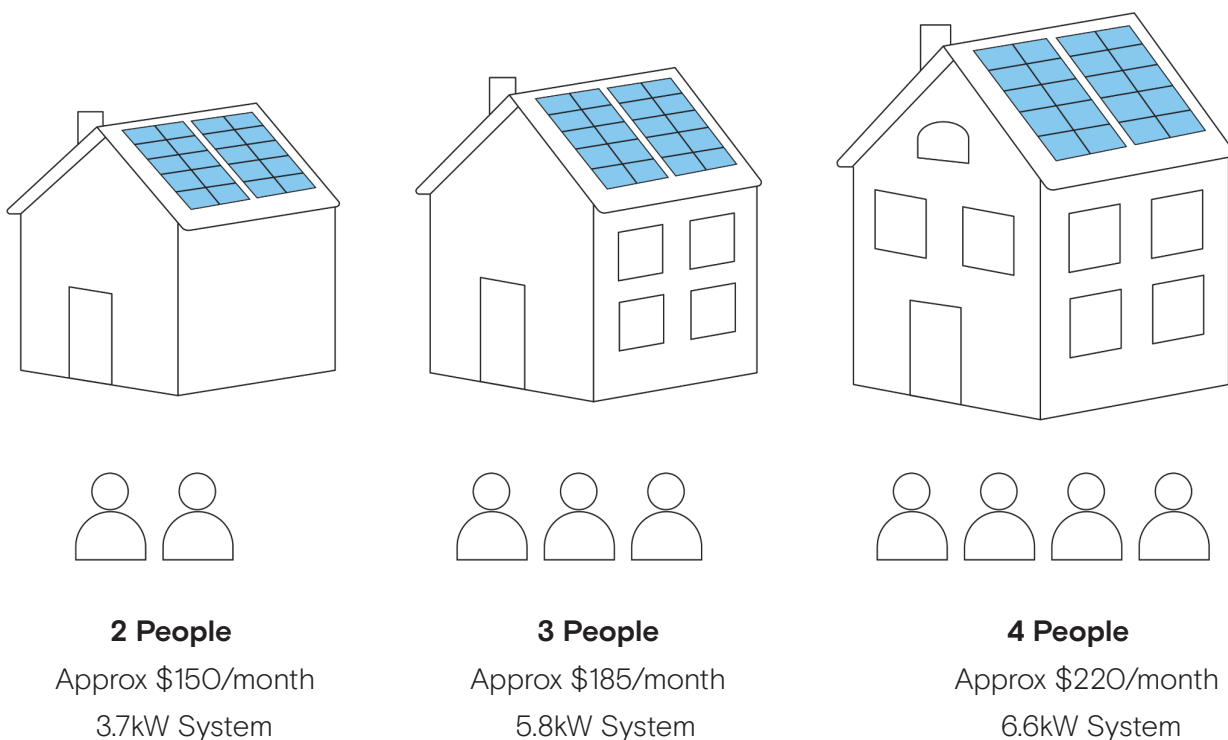 2 People
Approx $150/month
3.7kW System
3 People
Approx $185/month
5.8kW System
4 People
Approx $220/month
6.6kW System